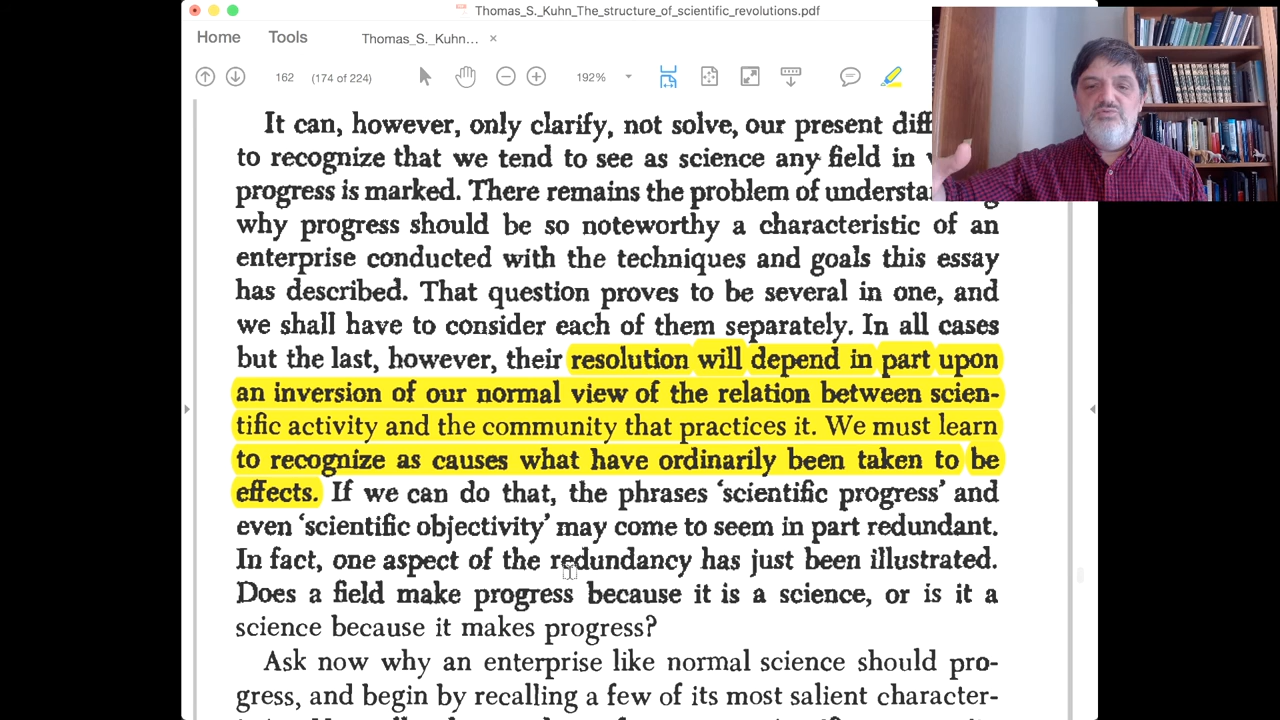 Thomas_S._Kuhn_The_structure_of_scientific_revolutions.pdf
Home Tools Thomas_S._Kuhn... ×
162 (174 of 224) 192%
It can, however, only clarify, not solve, our present
to recognize that we tend to see as science any field in
progress is marked. There remains the problem of
why progress should be so noteworthy a characteristic of an
enterprise conducted with the techniques and goals this essay
has described. That question proves to be several in one, and
we shall have to consider each of them separately. In all cases
but the last, however, their resolution will depend in part upon
an inversion of our normal view of the relation between scien-
tific activity and the community that practices it. We must learn
to recognize as causes what have ordinarily been taken to be
effects. If we can do that, the phrases ‘scientific progress’ and
even ‘scientific objectivity’ may come to seem in part redundant.
In fact, one aspect of the redundancy has just been illustrated.
Does a field make progress because it is a science, or is it a
science because it makes progress?
Ask now why an enterprise like normal science should pro-
gress, and begin by recalling a few of its most salient character-